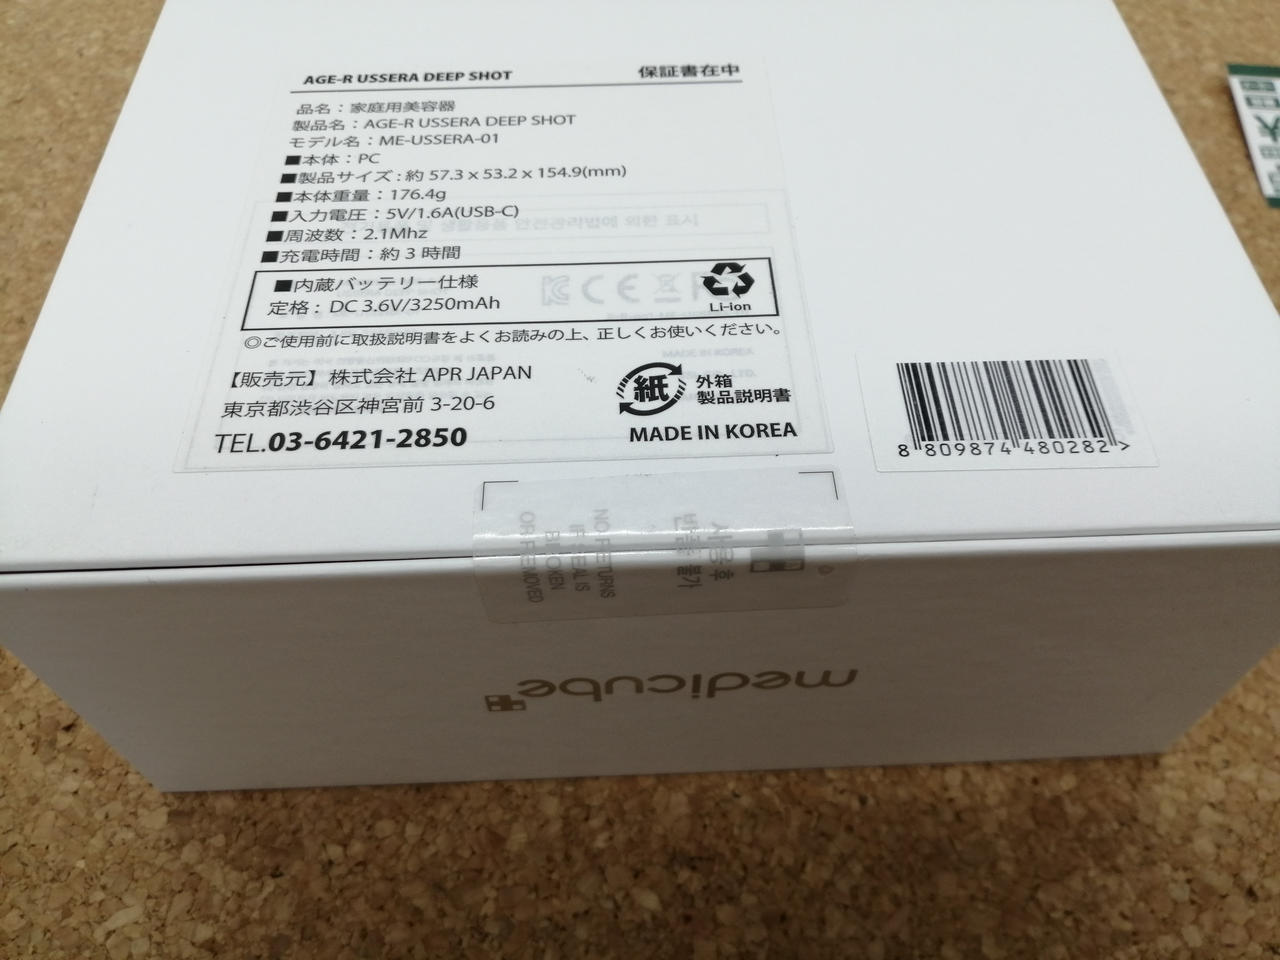 AGE-R USSERA DEEP SHOT 保証書在中
品名：家庭用美容器
製品名：AGE-R USSERA DEEP SHOT
モデル名：ME-USSERA-01
■本体：PC
■製品サイズ：約 57.3 x 53.2 x 154.9(mm)
■本体重量：176.4g
■入力電圧：5V/1.6A(USB-C)
■周波数：2.1Mhz
■充電時間：約 3 時間
■内蔵バッテリー仕様
定格：DC 3.6V/3250mAh
Li-ion
◎ご使用前に取扱説明書をよくお読みの上、正しくお使いください。
【販売元】株式会社 APR JAPAN
東京都渋谷区神宮前 3-20-6
TEL.03-6421-2850
紙
外箱
製品説明書
MADE IN KOREA
8 809874 480282 >
NO RETURNS
IF SEAL IS
BROKEN
OR REMOVED
사용 후
반품 불가
medicube